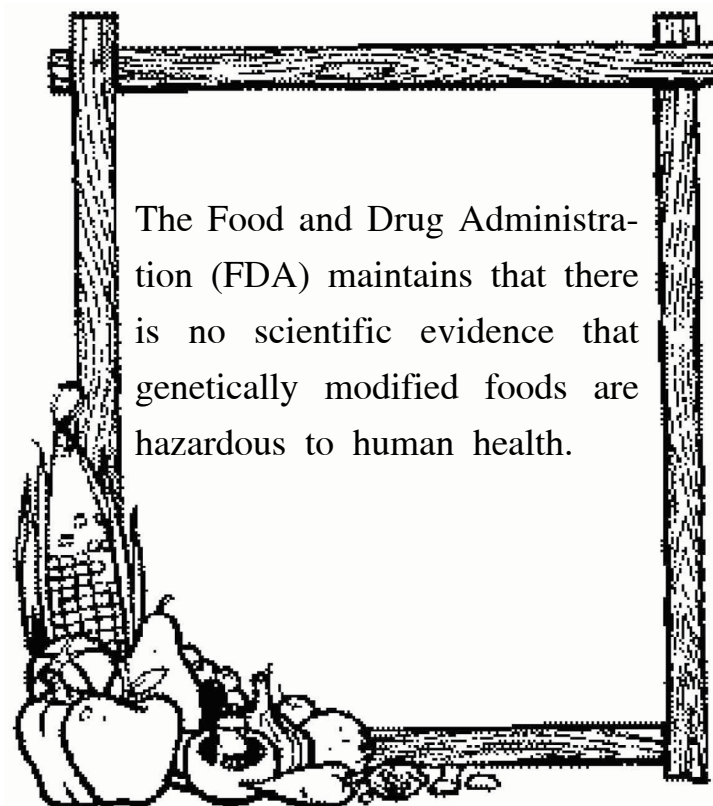 The Food and Drug Administra-
tion (FDA) maintains that there
is no scientific evidence that
genetically modified foods are
hazardous to human health.